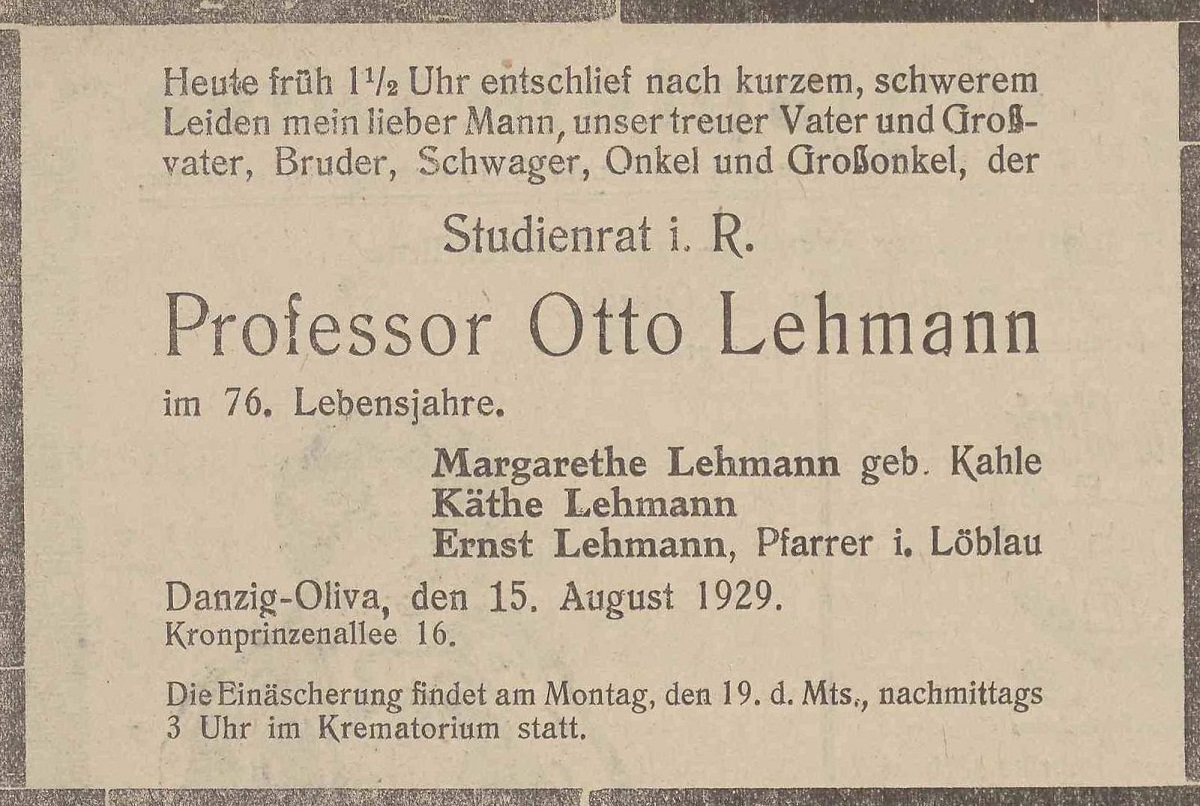 Heute früh 1½ Uhr entschlief nach kurzem, schwerem
Leiden mein lieber Mann, unser treuer Vater und Groß-
vater, Bruder, Schwager, Onkel und Großonkel, der
Studienrat i. R.
Professor Otto Lehmann
im 76. Lebensjahre.
Margarethe Lehmann geb. Kahle
Käthe Lehmann
Ernst Lehmann, Pfarrer i. Löblau
Danzig-Oliva, den 15. August 1929.
Kronprinzenallee 16.
Die Einäscherung findet am Montag, den 19. d. Mts., nachmittags
3 Uhr im Krematorium statt.